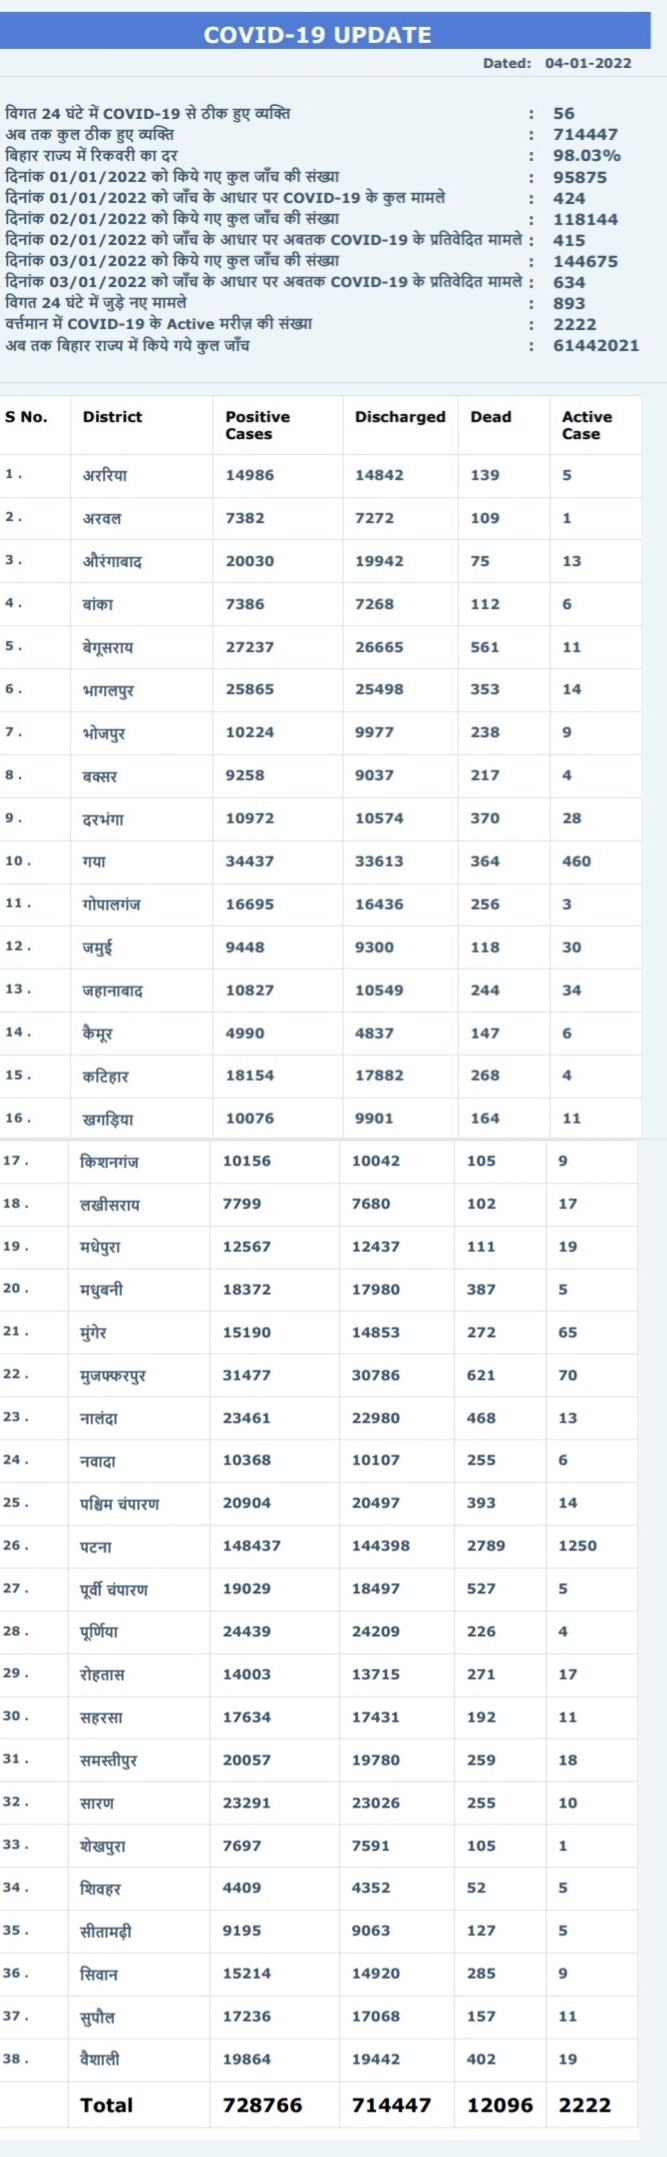 COVID-19 UPDATE
Dated: 04-01-2022
विगत 24 घंटे में COVID-19 से ठीक हुए व्यक्ति : 56
अब तक कुल ठीक हुए व्यक्ति : 714447
बिहार राज्य में रिकवरी का दर : 98.03%
दिनांक 01/01/2022 को किये गए कुल जाँच की संख्या : 95875
दिनांक 01/01/2022 को जाँच के आधार पर COVID-19 के कुल मामले : 424
दिनांक 02/01/2022 को किये गए कुल जाँच की संख्या : 118144
दिनांक 02/01/2022 को जाँच के आधार पर अबतक COVID-19 के प्रतिवेदित मामले : 415
दिनांक 03/01/2022 को किये गए कुल जाँच की संख्या : 144675
दिनांक 03/01/2022 को जाँच के आधार पर अबतक COVID-19 के प्रतिवेदित मामले : 634
विगत 24 घंटे में जुड़े नए मामले : 893
वर्त्तमान में COVID-19 के Active मरीज़ की संख्या : 2222
अब तक बिहार राज्य में किये गये कुल जाँच : 61442021
S No. District Positive Cases Discharged Dead Active Case
1 . अररिया 14986 14842 139 5
2 . अरवल 7382 7272 109 1
3 . औरंगाबाद 20030 19942 75 13
4 . बांका 7386 7268 112 6
5 . बेगूसराय 27237 26665 561 11
6 . भागलपुर 25865 25498 353 14
7 . भोजपुर 10224 9977 238 9
8 . बक्सर 9258 9037 217 4
9 . दरभंगा 10972 10574 370 28
10 . गया 34437 33613 364 460
11 . गोपालगंज 16695 16436 256 3
12 . जमुई 9448 9300 118 30
13 . जहानाबाद 10827 10549 244 34
14 . कैमूर 4990 4837 147 6
15 . कटिहार 18154 17882 268 4
16 . खगड़िया 10076 9901 164 11
17 . किशनगंज 10156 10042 105 9
18 . लखीसराय 7799 7680 102 17
19 . मधेपुरा 12567 12437 111 19
20 . मधुबनी 18372 17980 387 5
21 . मुंगेर 15190 14853 272 65
22 . मुजफ्फरपुर 31477 30786 621 70
23 . नालंदा 23461 22980 468 13
24 . नवादा 10368 10107 255 6
25 . पश्चिम चंपारण 20904 20497 393 14
26 . पटना 148437 144398 2789 1250
27 . पूर्वी चंपारण 19029 18497 527 5
28 . पूर्णिया 24439 24209 226 4
29 . रोहतास 14003 13715 271 17
30 . सहरसा 17634 17431 192 11
31 . समस्तीपुर 20057 19780 259 18
32 . सारण 23291 23026 255 10
33 . शेखपुरा 7697 7591 105 1
34 . शिवहर 4409 4352 52 5
35 . सीतामढ़ी 9195 9063 127 5
36 . सिवान 15214 14920 285 9
37 . सुपौल 17236 17068 157 11
38 . वैशाली 19864 19442 402 19
Total 728766 714447 12096 2222